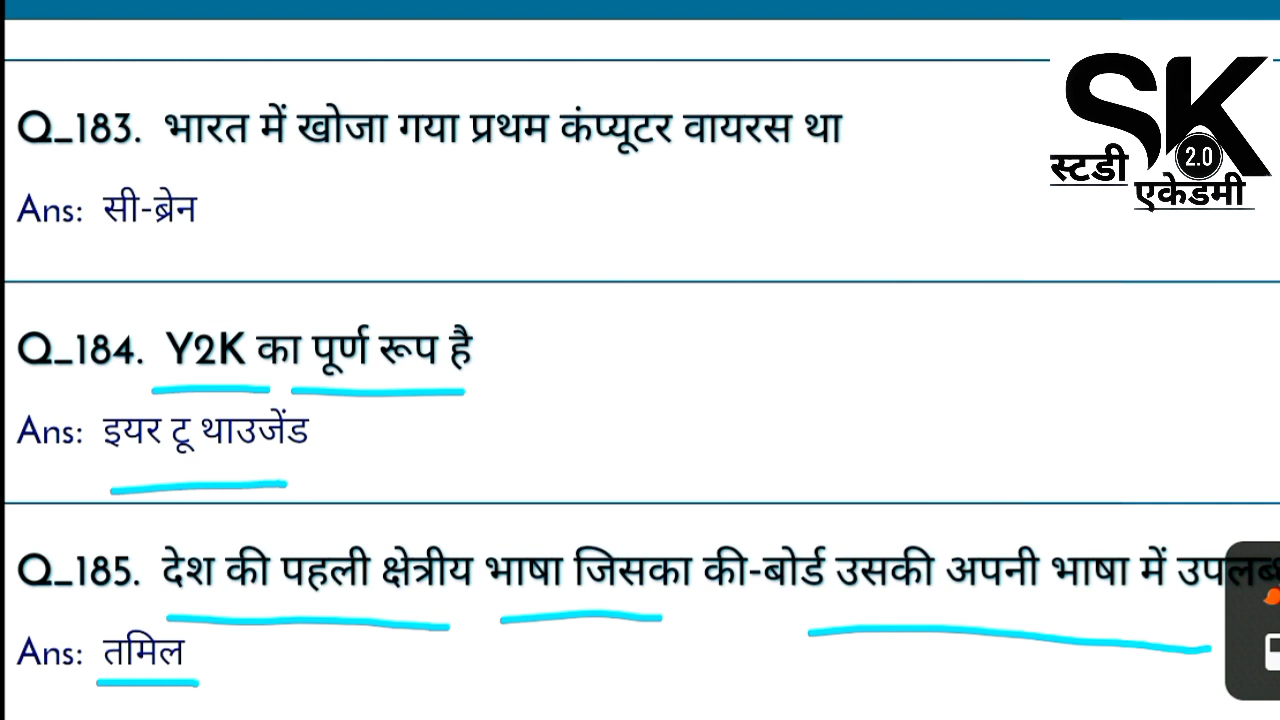 Q_183. भारत में खोजा गया प्रथम कंप्यूटर वायरस था
SK
2.0
स्टडी
एकेडमी
Ans: सी-ब्रेन
Q_184. Y2K का पूर्ण रूप है
Ans: इयर टू थाउजेंड
Q_185. देश की पहली क्षेत्रीय भाषा जिसका की-बोर्ड उसकी अपनी भाषा में
Ans: तमिल